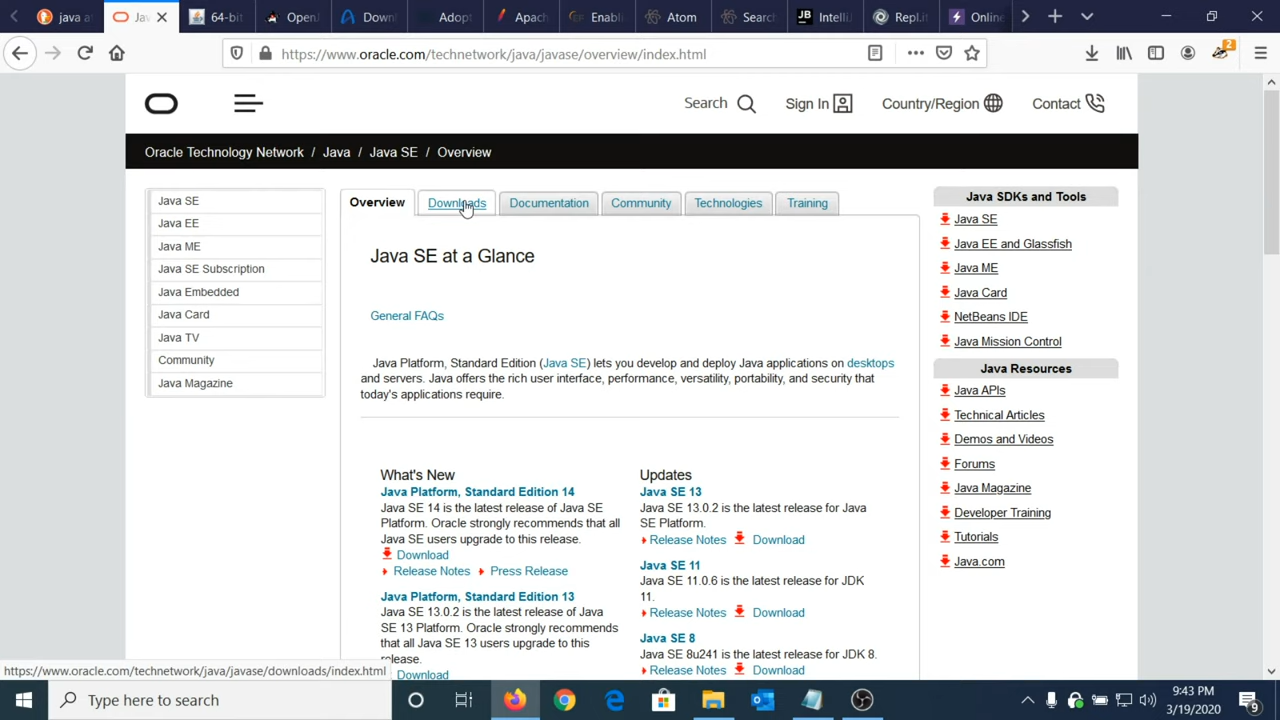 java a
Ja
64-bit
OpenJ
Downl
Adopt
Apach
Enabli
Atom
Search
Intelli
Repl.it
Online
https://www.oracle.com/technetwork/java/javase/overview/index.html
2
Search
Sign In
Country/Region
Contact
Oracle Technology Network / Java / Java SE / Overview
Java SE
Java EE
Java ME
Java SE Subscription
Java Embedded
Java Card
Java TV
Community
Java Magazine
Overview
Downloads
Documentation
Community
Technologies
Training
Java SE at a Glance
General FAQs
Java Platform, Standard Edition (Java SE) lets you develop and deploy Java applications on desktops
and servers. Java offers the rich user interface, performance, versatility, portability, and security that
today's applications require.
What's New
Java Platform, Standard Edition 14
Java SE 14 is the latest release of Java SE
Platform. Oracle strongly recommends that all
Java SE users upgrade to this release.
Download
Release Notes
Press Release
Java Platform, Standard Edition 13
Java SE 13.0.2 is the latest release of Java
SE 13 Platform. Oracle strongly recommends
that all Java SE 13 users upgrade to this
release.
Download
Updates
Java SE 13
Java SE 13.0.2 is the latest release for Java
SE Platform.
Release Notes
Download
Java SE 11
Java SE 11.0.6 is the latest release for JDK
11.
Release Notes
Download
Java SE 8
Java SE 8u241 is the latest release for JDK 8.
Release Notes
Download
Java SDKs and Tools
Java SE
Java EE and Glassfish
Java ME
Java Card
NetBeans IDE
Java Mission Control
Java Resources
Java APIs
Technical Articles
Demos and Videos
Forums
Java Magazine
Developer Training
Tutorials
Java.com
https://www.oracle.com/technetwork/java/javase/downloads/index.html
Type here to search
9:43 PM
3/19/2020
9